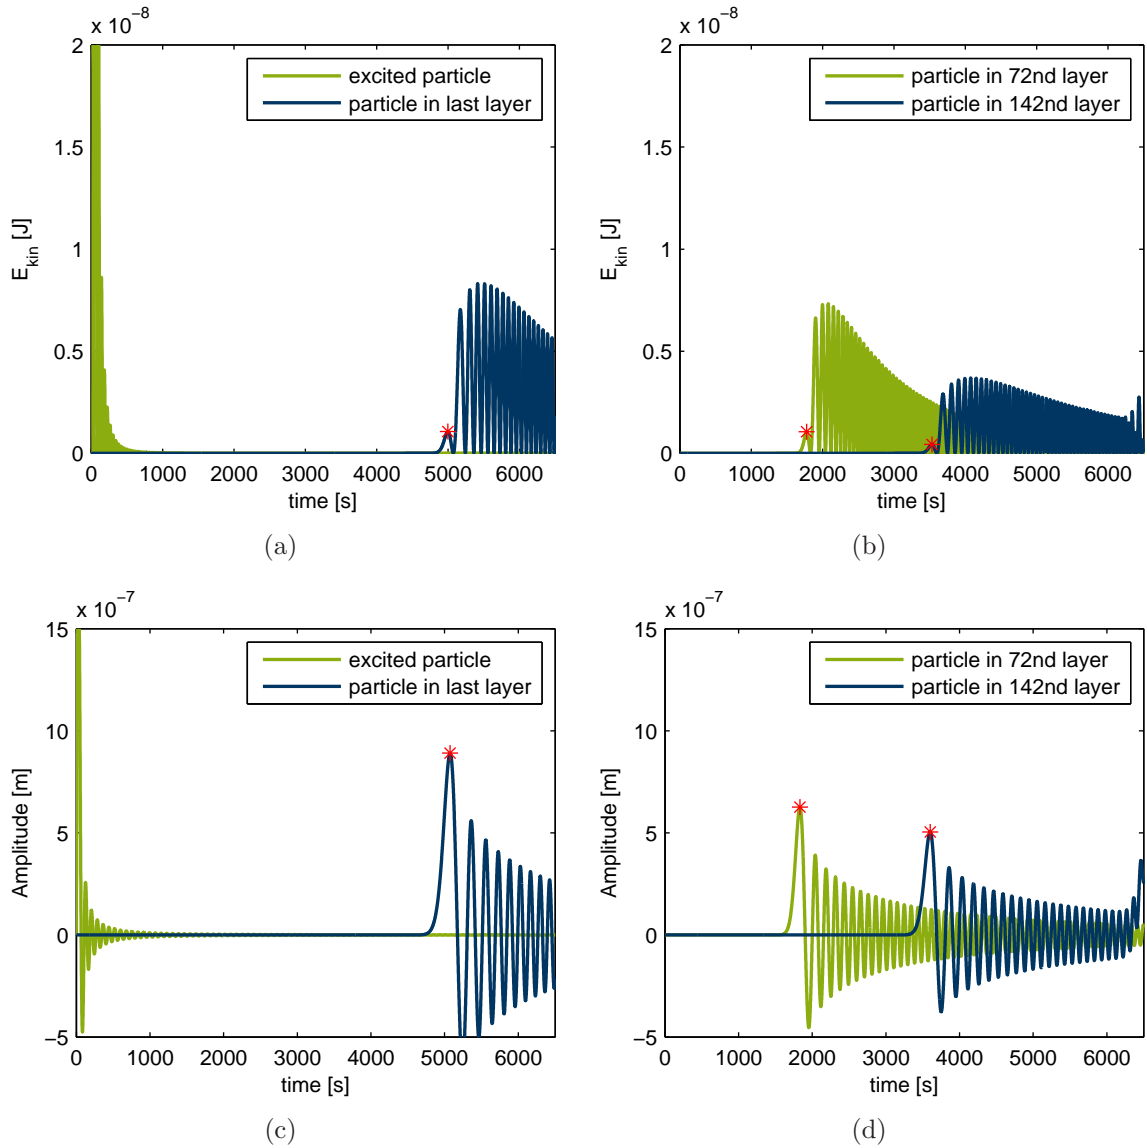 x 10⁻⁸
2
1.5
1
0.5
0
E_kin [J]
0 1000 2000 3000 4000 5000 6000
time [s]
excited particle
particle in last layer
(a)
x 10⁻⁸
2
1.5
1
0.5
0
E_kin [J]
0 1000 2000 3000 4000 5000 6000
time [s]
particle in 72nd layer
particle in 142nd layer
(b)
x 10⁻⁷
15
10
5
0
−5
Amplitude [m]
0 1000 2000 3000 4000 5000 6000
time [s]
excited particle
particle in last layer
(c)
x 10⁻⁷
15
10
5
0
−5
Amplitude [m]
0 1000 2000 3000 4000 5000 6000
time [s]
particle in 72nd layer
particle in 142nd layer
(d)